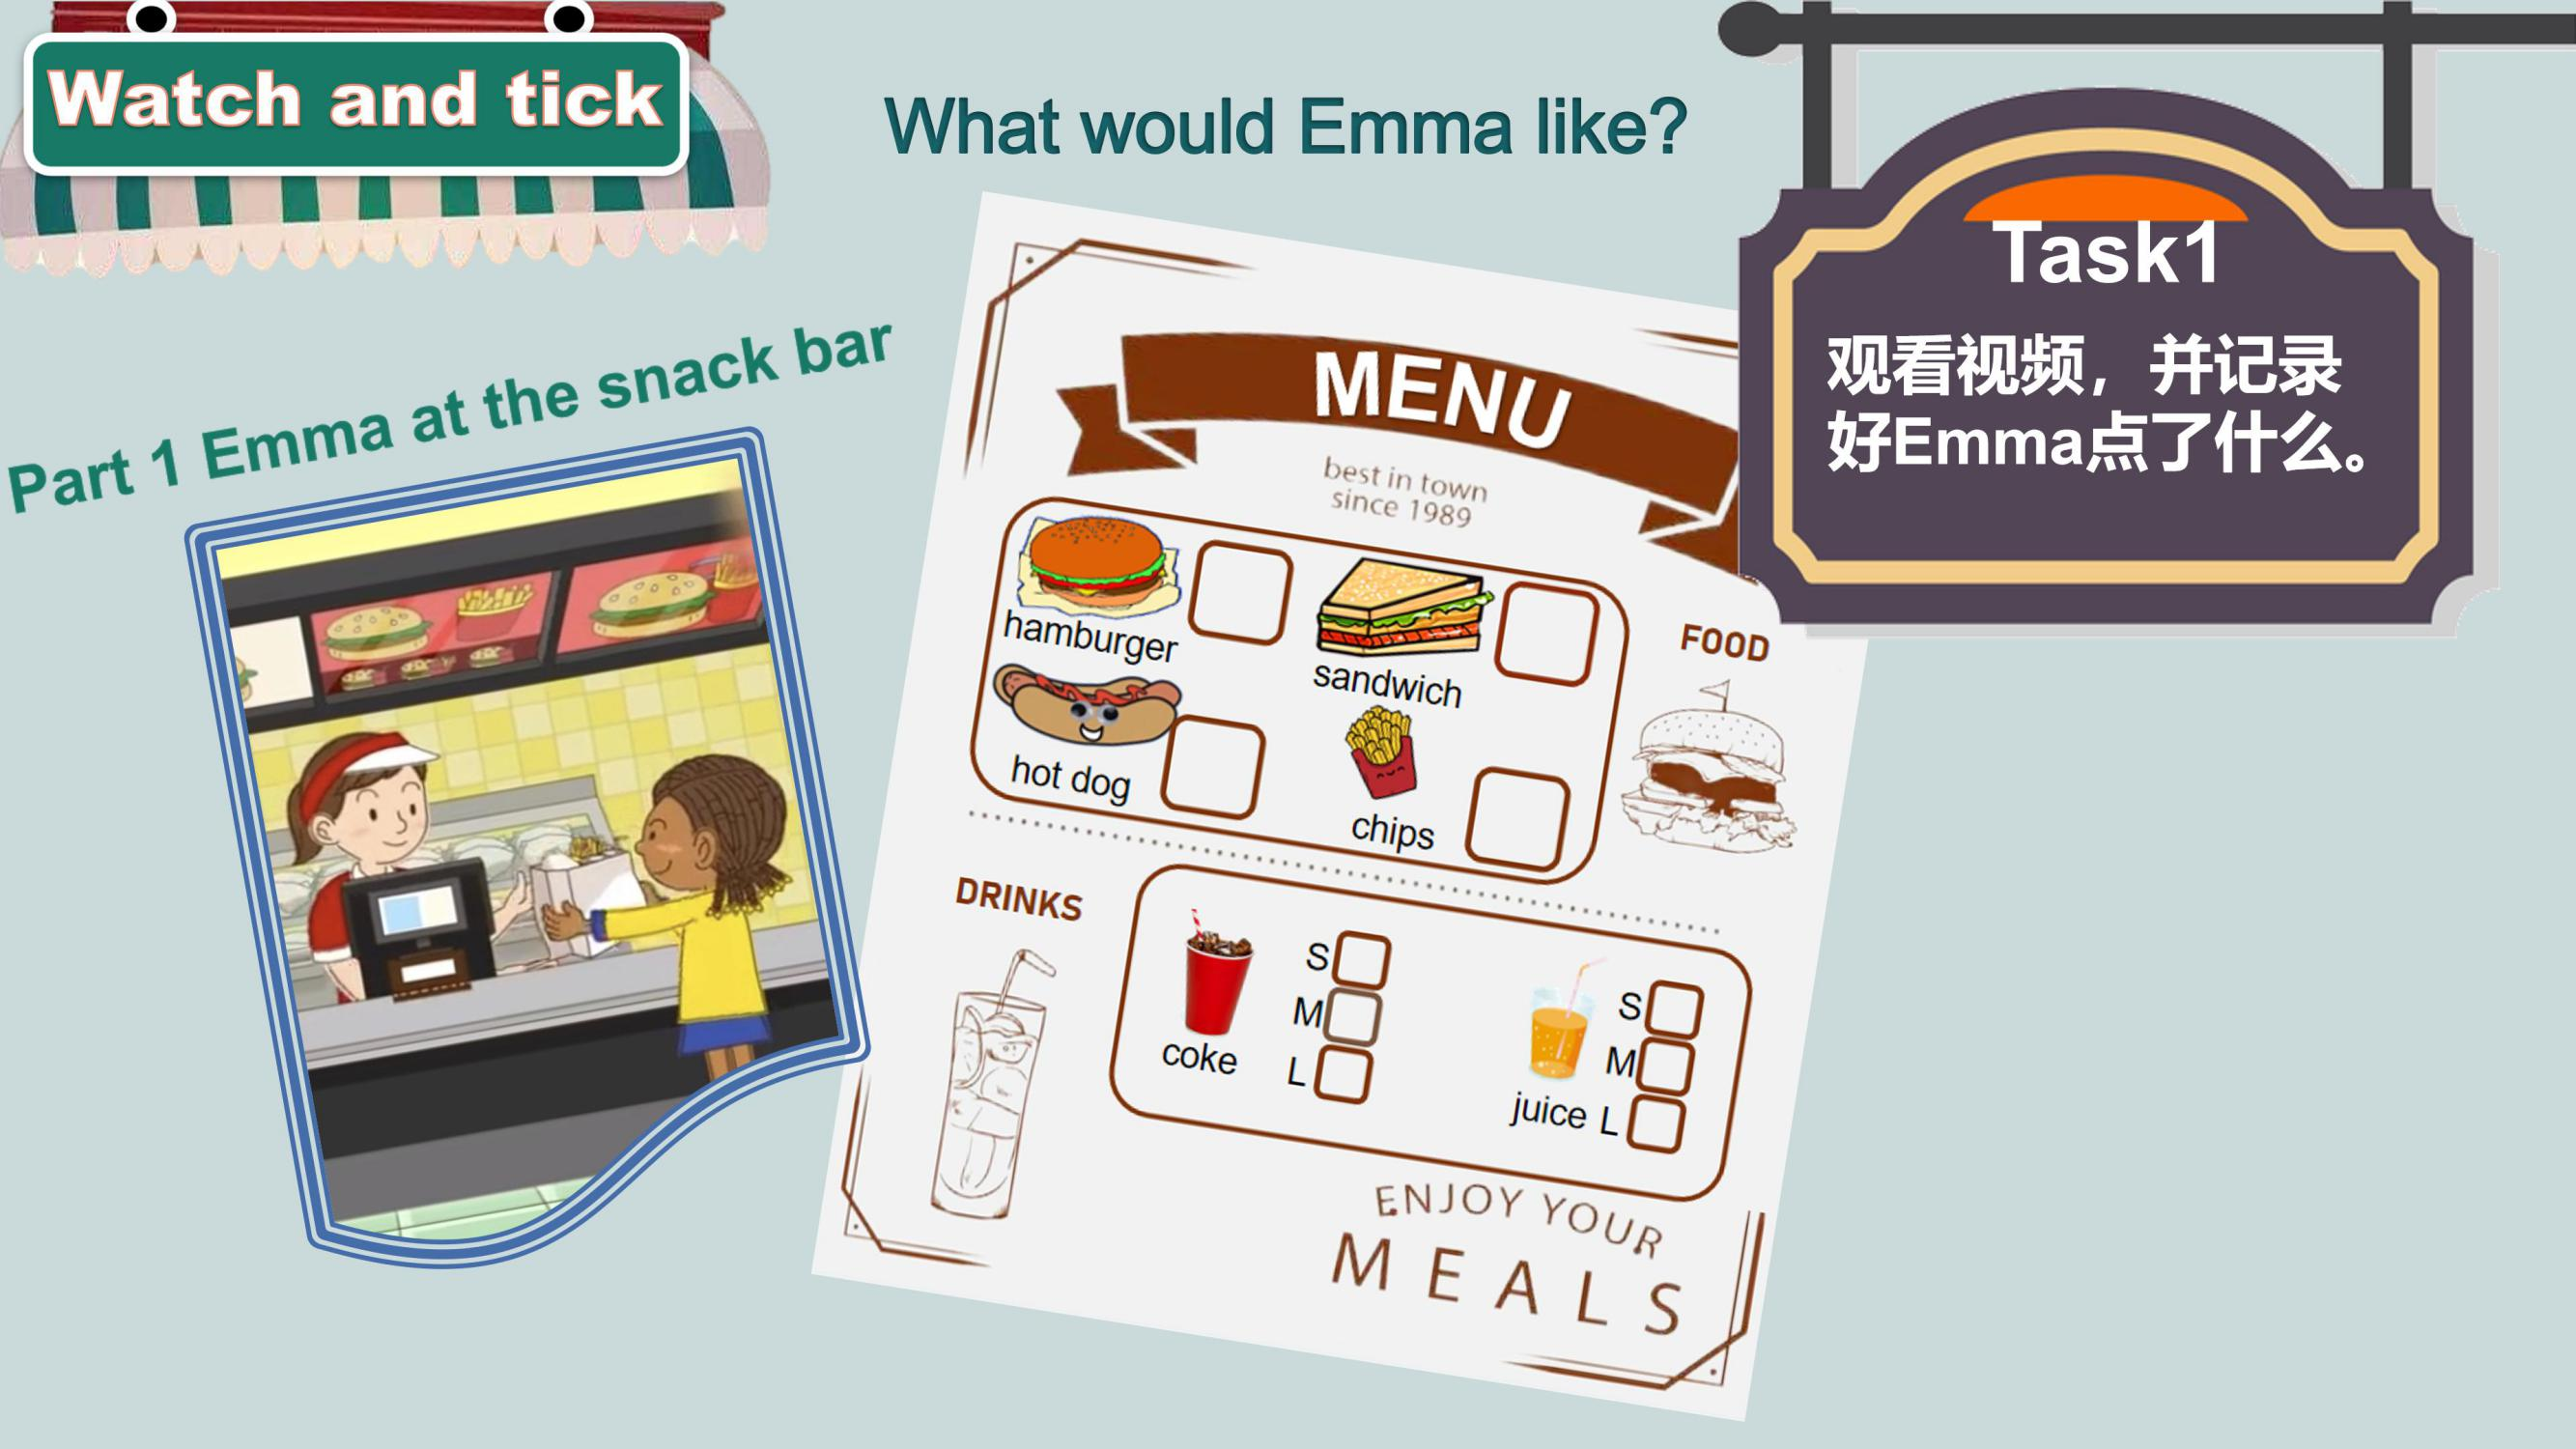 Watch and tick
What would Emma like?
Task1
观看视频，并记录
好Emma点了什么。
Part 1 Emma at the snack bar
MENU
best in town
since 1989
hamburger
sandwich
hot dog
chips
FOOD
DRINKS
coke
S
M
L
juice
S
M
L
ENJOY YOUR
MEALS